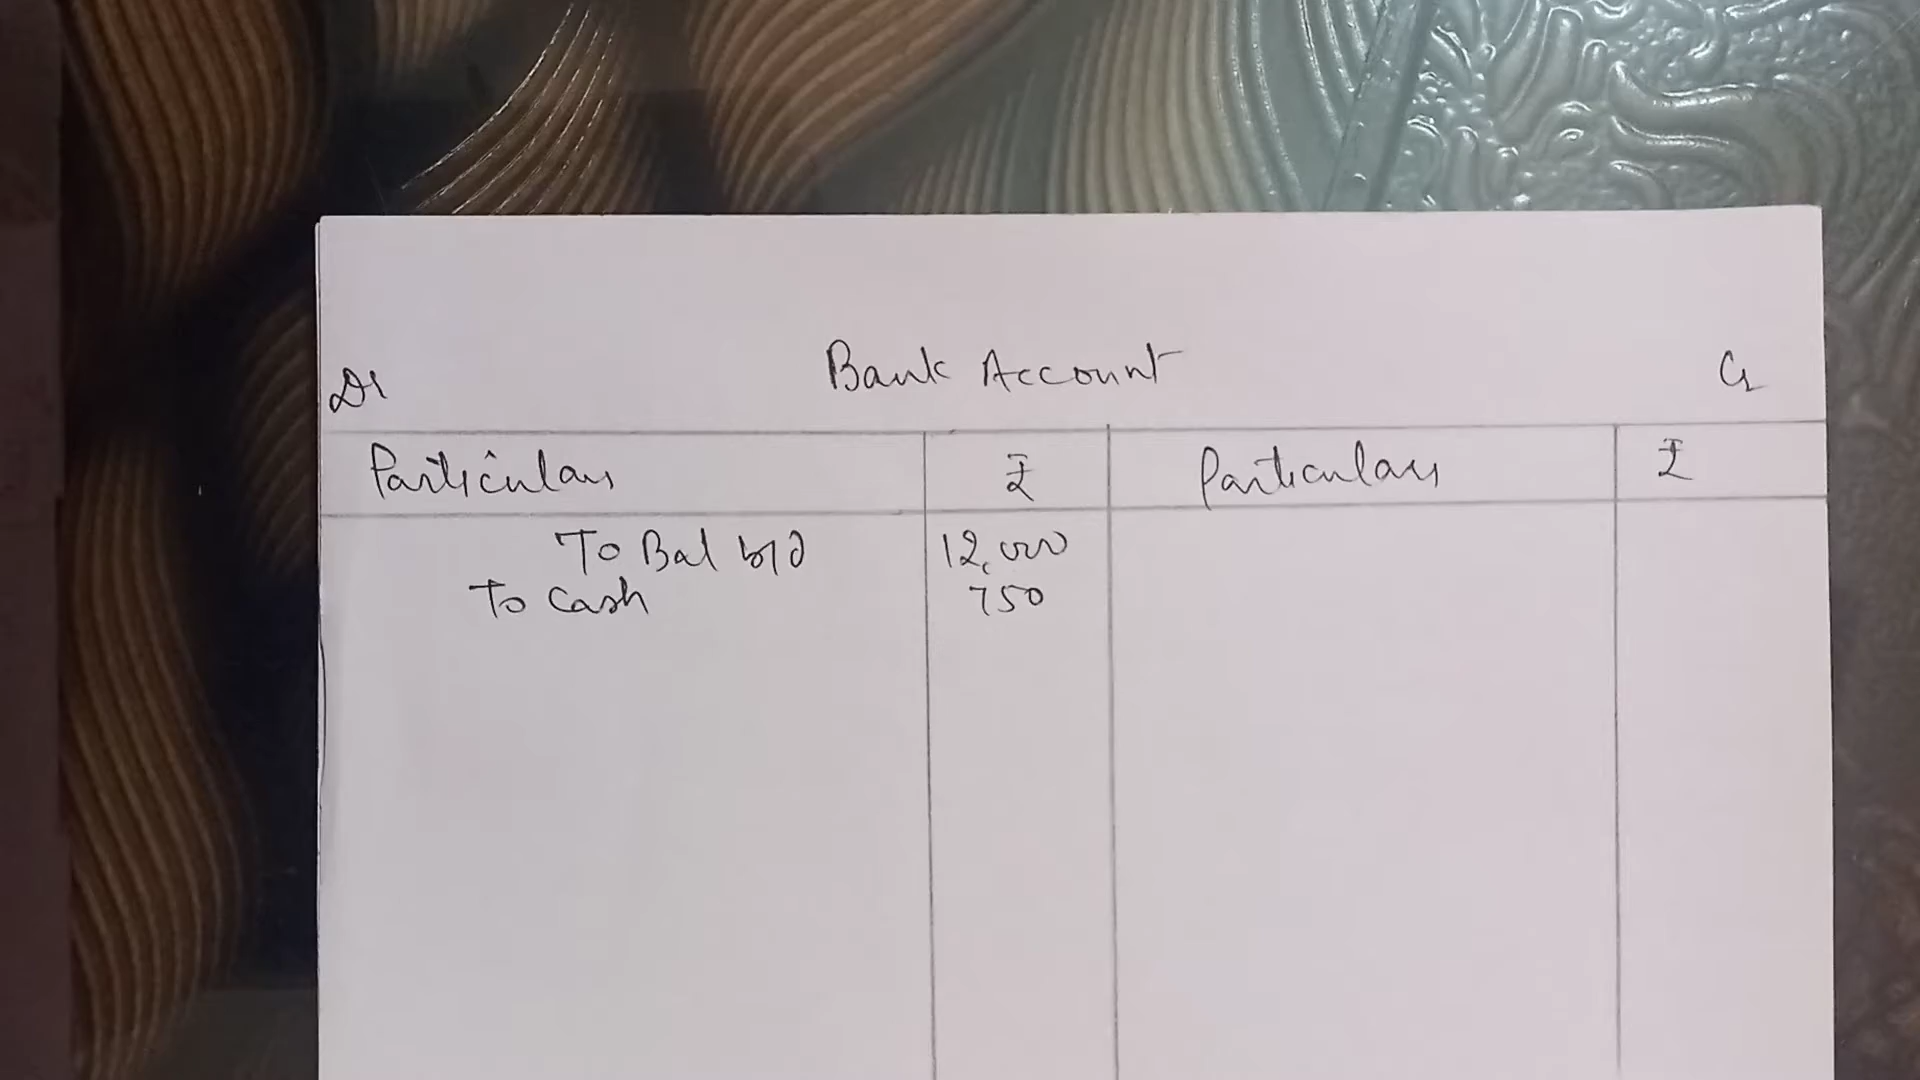 Bank Account
Dr Cr
Particulars ₹ Particulars ₹
To Bal b/d 12,000
To Cash 750